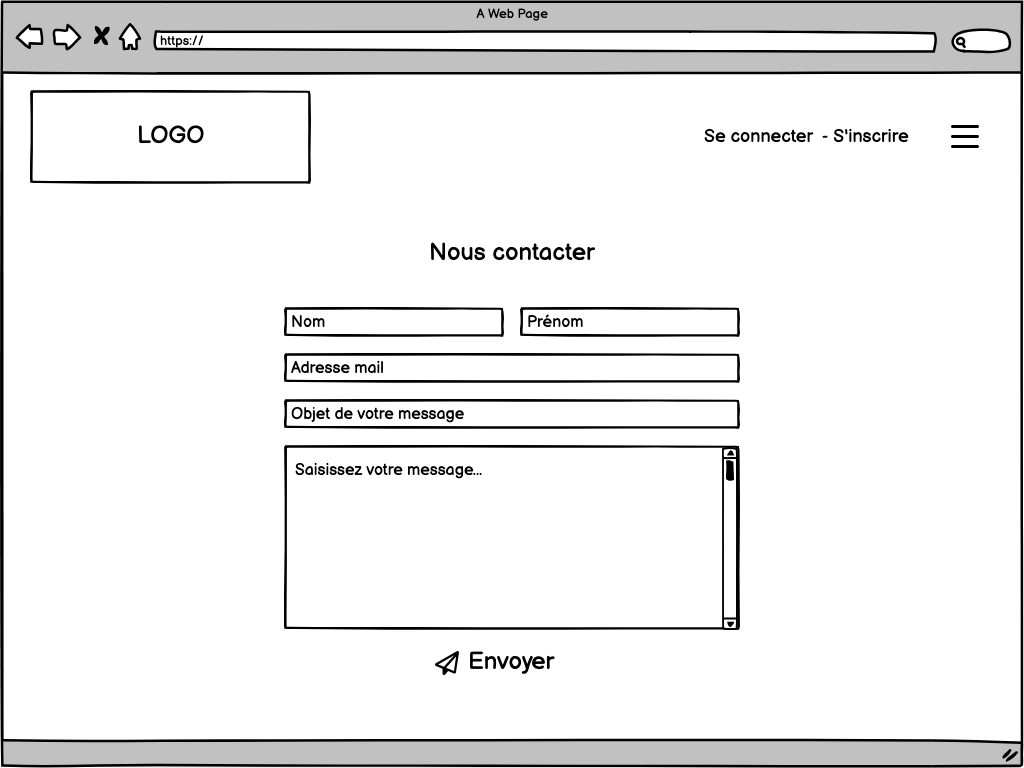 A Web Page
https://
LOGO
Se connecter - S'inscrire
Nous contacter
Nom
Prénom
Adresse mail
Objet de votre message
Saisissez votre message...
Envoyer